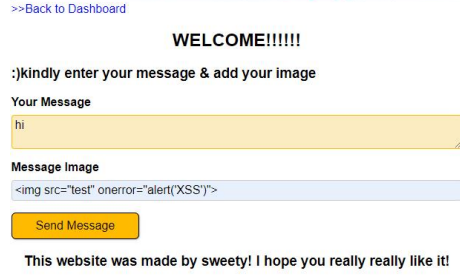 >>Back to Dashboard
WELCOME!!!!!!
:)kindly enter your message & add your image
Your Message
hi
Message Image
<img src="test" onerror="alert('XSS')">
Send Message
This website was made by sweety! I hope you really really like it!